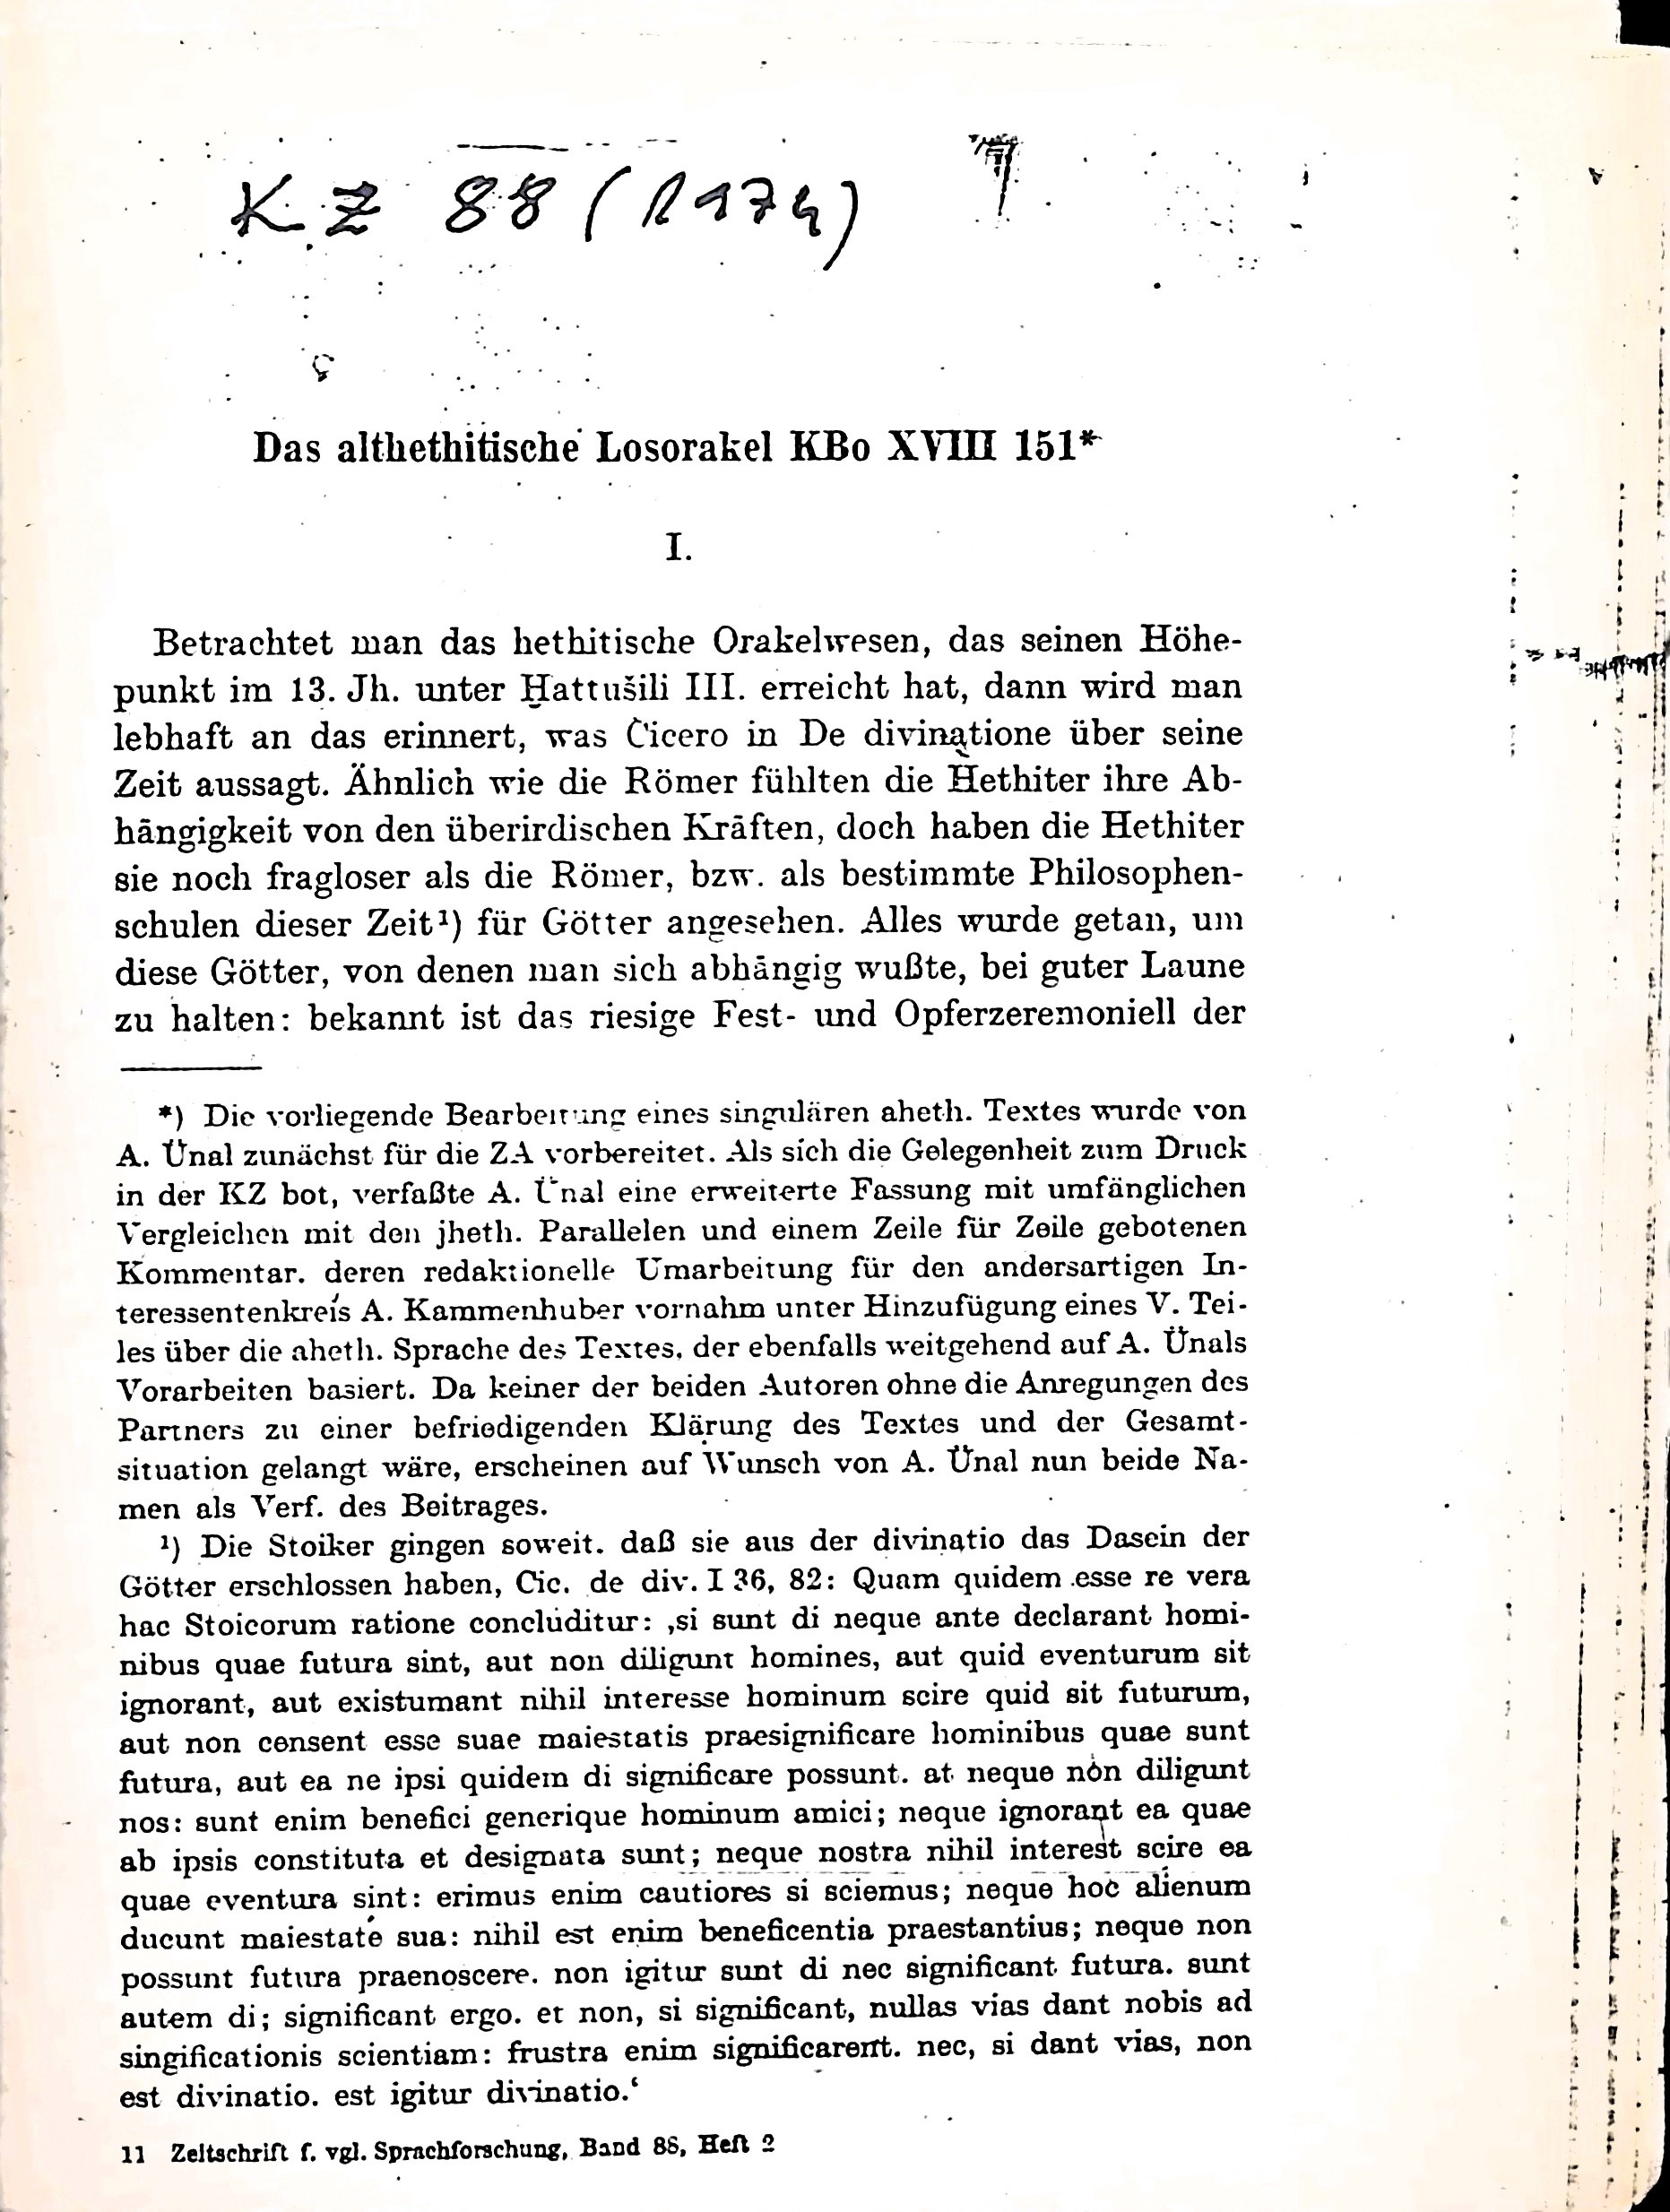 KZ 88 (1974)
Das althethitische Losorakel KBo XVIII 151*
I.
Betrachtet man das hethitische Orakelwesen, das seinen Höhe-
punkt im 13. Jh. unter Ḫattušili III. erreicht hat, dann wird man
lebhaft an das erinnert, was Cicero in De divinatione über seine
Zeit aussagt. Ähnlich wie die Römer fühlten die Hethiter ihre Ab-
hängigkeit von den überirdischen Kräften, doch haben die Hethiter
sie noch fragloser als die Römer, bzw. als bestimmte Philosophen-
schulen dieser Zeit¹) für Götter angesehen. Alles wurde getan, um
diese Götter, von denen man sich abhängig wußte, bei guter Laune
zu halten: bekannt ist das riesige Fest- und Opferzeremoniell der
*) Die vorliegende Bearbeitung eines singulären aheth. Textes wurde von
A. Ünal zunächst für die ZA vorbereitet. Als sich die Gelegenheit zum Druck
in der KZ bot, verfaßte A. Ünal eine erweiterte Fassung mit umfänglichen
Vergleichen mit den jheth. Parallelen und einem Zeile für Zeile gebotenen
Kommentar, deren redaktionelle Umarbeitung für den andersartigen In-
teressentenkreis A. Kammenhuber vornahm unter Hinzufügung eines V. Tei-
les über die aheth. Sprache des Textes, der ebenfalls weitgehend auf A. Ünals
Vorarbeiten basiert. Da keiner der beiden Autoren ohne die Anregungen des
Partners zu einer befriedigenden Klärung des Textes und der Gesamt-
situation gelangt wäre, erscheinen auf Wunsch von A. Ünal nun beide Na-
men als Verf. des Beitrages.
¹) Die Stoiker gingen soweit, daß sie aus der divinatio das Dasein der
Götter erschlossen haben, Cic. de div. I 36, 82: Quam quidem esse re vera
hac Stoicorum ratione concluditur: ‚si sunt di neque ante declarant homi-
nibus quae futura sint, aut non diligunt homines, aut quid eventurum sit
ignorant, aut existumant nihil interesse hominum scire quid sit futurum,
aut non censent esse suae maiestatis praesignificare hominibus quae sunt
futura, aut ea ne ipsi quidem di significare possunt. at neque non diligunt
nos: sunt enim benefici generique hominum amici; neque ignorant ea quae
ab ipsis constituta et designata sunt; neque nostra nihil interest scire ea
quae eventura sint: erimus enim cautiores si sciemus; neque hoc alienum
ducunt maiestate sua: nihil est enim beneficentia praestantius; neque non
possunt futura praenoscere. non igitur sunt di nec significant futura. sunt
autem di; significant ergo. et non, si significant, nullas vias dant nobis ad
singificationis scientiam: frustra enim significarent. nec, si dant vias, non
est divinatio. est igitur divinatio.‘
11 Zeitschrift f. vgl. Sprachforschung, Band 88, Heft 2